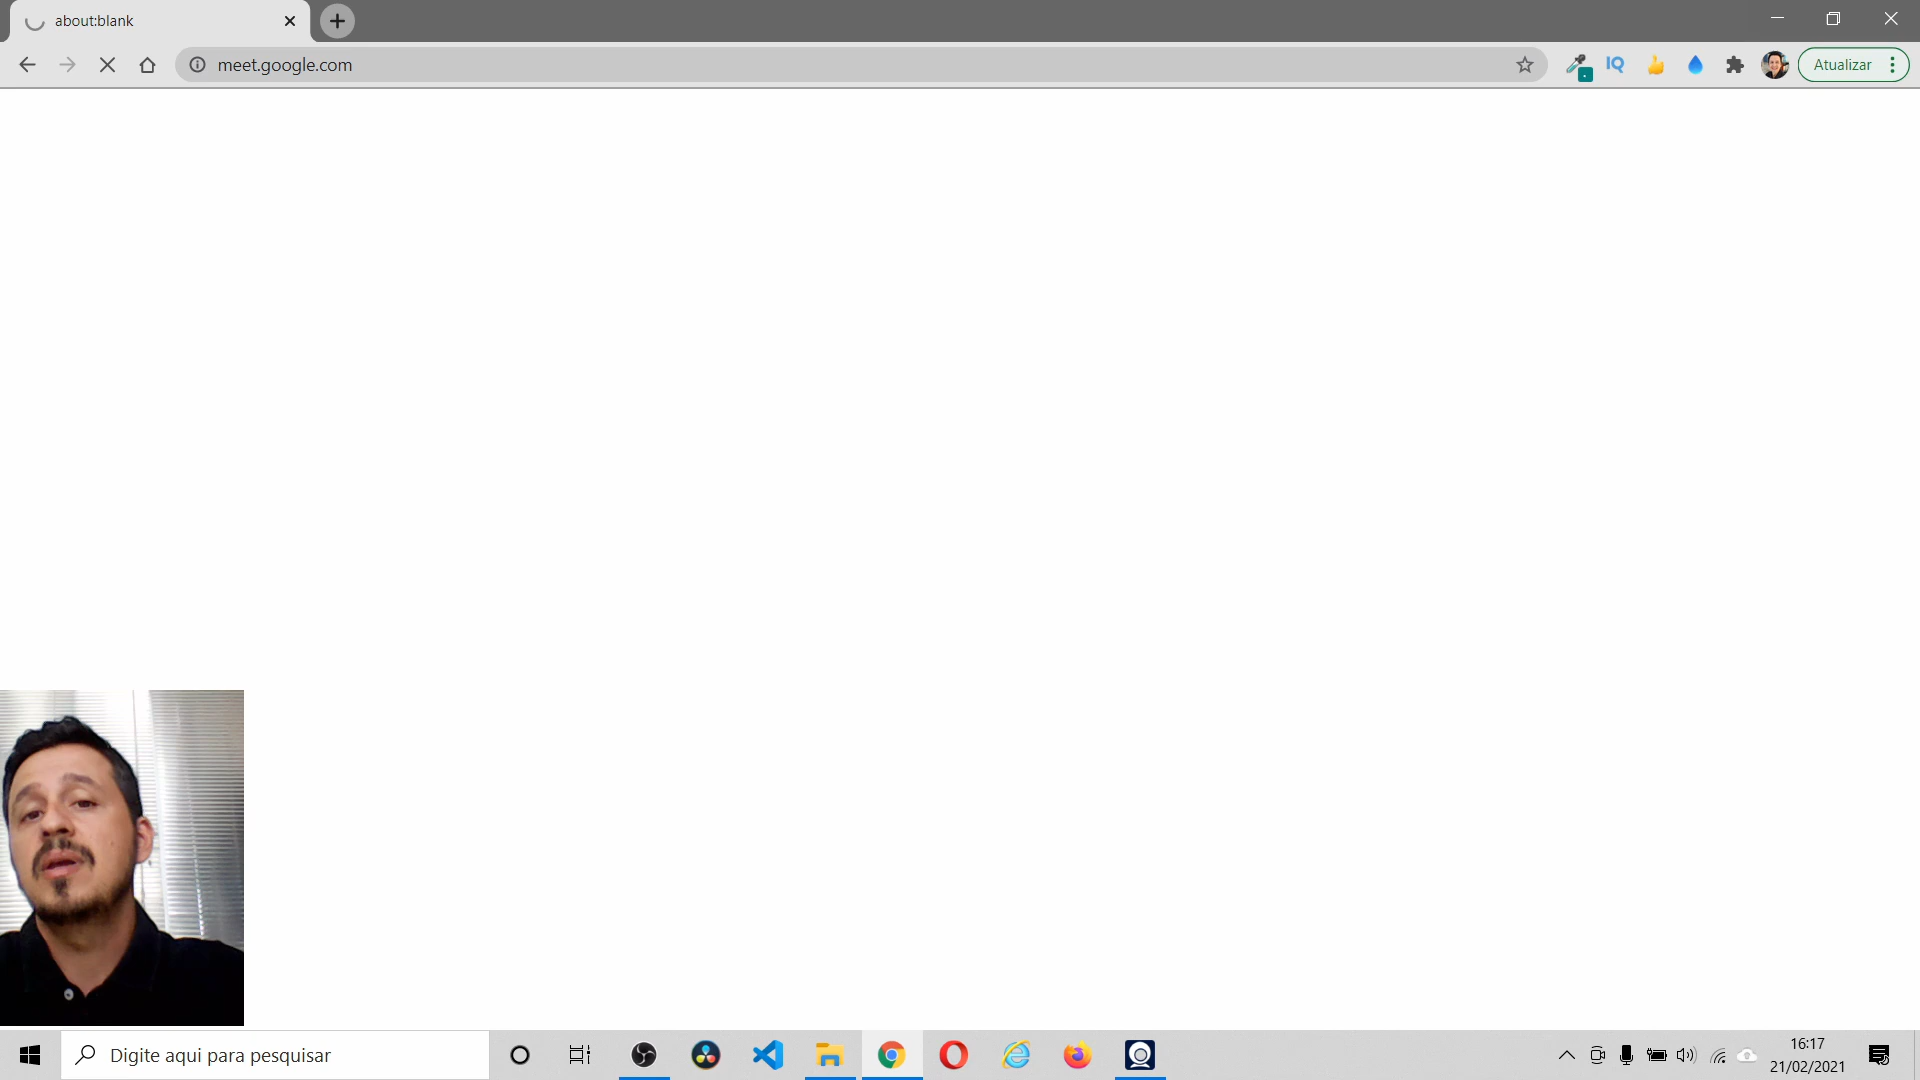 about:blank
meet.google.com
IQ
Atualizar
Digite aqui para pesquisar
16:17
21/02/2021